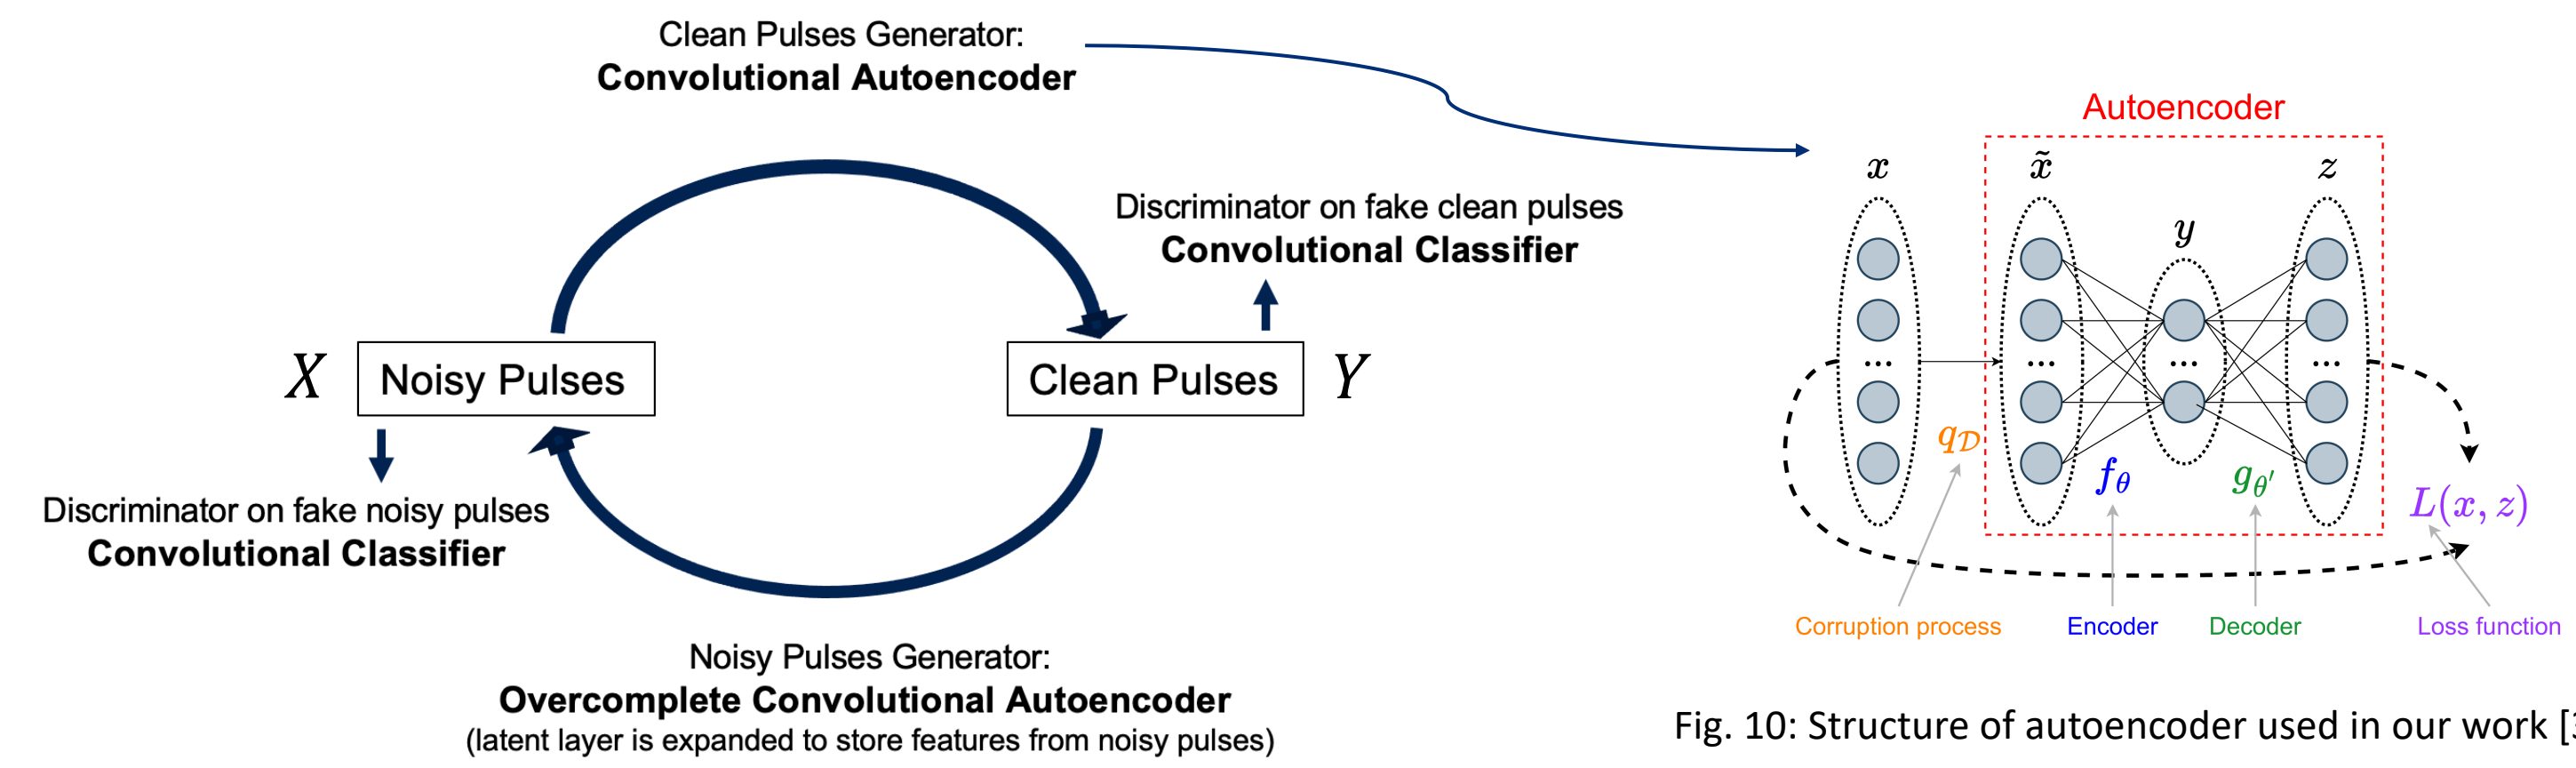 Clean Pulses Generator:
Convolutional Autoencoder
Discriminator on fake clean pulses
Convolutional Classifier
X
Noisy Pulses
Clean Pulses
Y
Discriminator on fake noisy pulses
Convolutional Classifier
Noisy Pulses Generator:
Overcomplete Convolutional Autoencoder
(latent layer is expanded to store features from noisy pulses)
Autoencoder
x
x̃
z
y
... ... ... ...
q_𝒟
f_θ
g_θ′
L(x, z)
Corruption process
Encoder
Decoder
Loss function
Fig. 10: Structure of autoencoder used in our work [